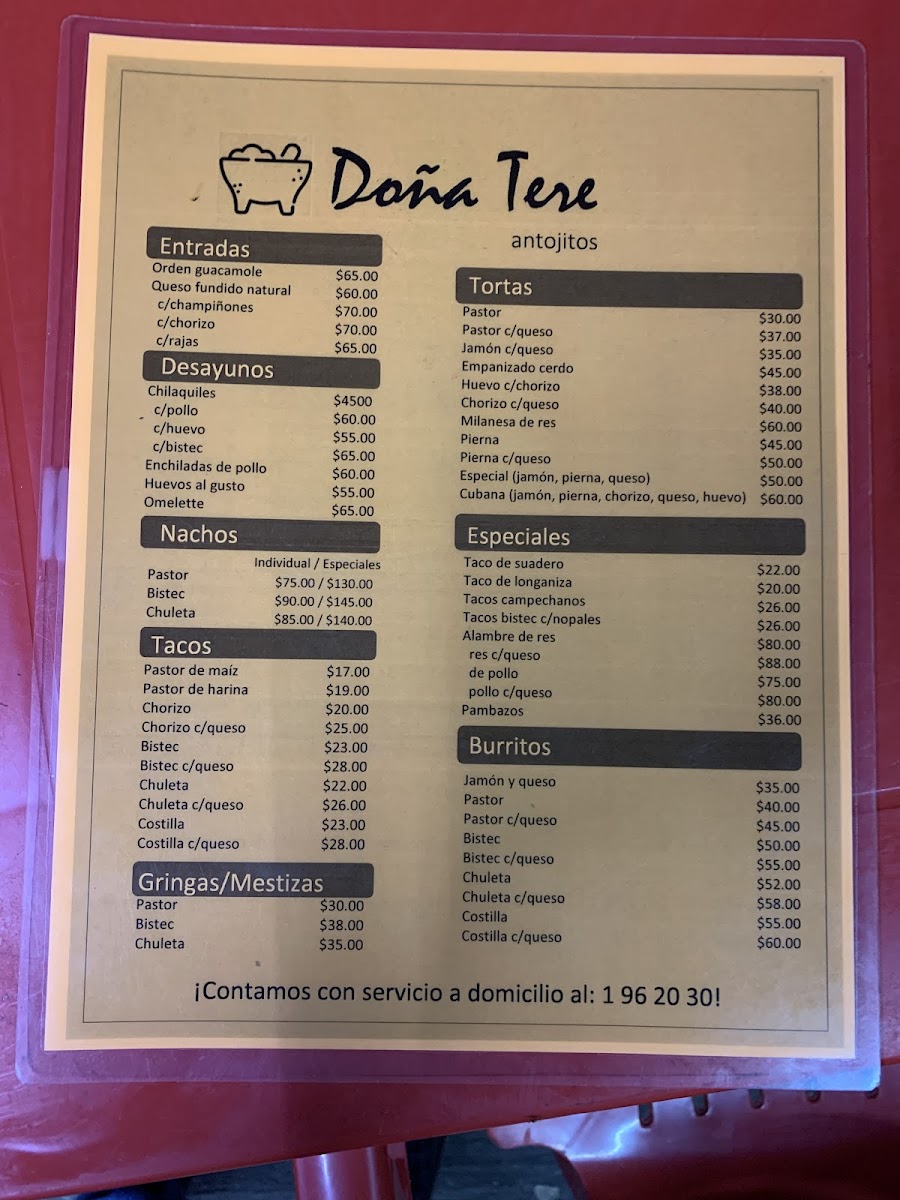 Doña Tere
antojitos
Entradas
Orden guacamole $65.00
Queso fundido natural $60.00
c/champiñones $70.00
c/chorizo $70.00
c/rajas $65.00
Desayunos
Chilaquiles $4500
c/pollo $60.00
c/huevo $55.00
c/bistec $65.00
Enchiladas de pollo $60.00
Huevos al gusto $55.00
Omelette $65.00
Nachos
Individual / Especiales
Pastor $75.00 / $130.00
Bistec $90.00 / $145.00
Chuleta $85.00 / $140.00
Tacos
Pastor de maíz $17.00
Pastor de harina $19.00
Chorizo $20.00
Chorizo c/queso $25.00
Bistec $23.00
Bistec c/queso $28.00
Chuleta $22.00
Chuleta c/queso $26.00
Costilla $23.00
Costilla c/queso $28.00
Gringas/Mestizas
Pastor $30.00
Bistec $38.00
Chuleta $35.00
Tortas
Pastor $30.00
Pastor c/queso $37.00
Jamón c/queso $35.00
Empanizado cerdo $45.00
Huevo c/chorizo $38.00
Chorizo c/queso $40.00
Milanesa de res $60.00
Pierna $45.00
Pierna c/queso $50.00
Especial (jamón, pierna, queso) $50.00
Cubana (jamón, pierna, chorizo, queso, huevo) $60.00
Especiales
Taco de suadero $22.00
Taco de longaniza $20.00
Tacos campechanos $26.00
Tacos bistec c/nopales $26.00
Alambre de res $80.00
res c/queso $88.00
de pollo $75.00
pollo c/queso $80.00
Pambazos $36.00
Burritos
Jamón y queso $35.00
Pastor $40.00
Pastor c/queso $45.00
Bistec $50.00
Bistec c/queso $55.00
Chuleta $52.00
Chuleta c/queso $58.00
Costilla $55.00
Costilla c/queso $60.00
¡Contamos con servicio a domicilio al: 1 96 20 30!